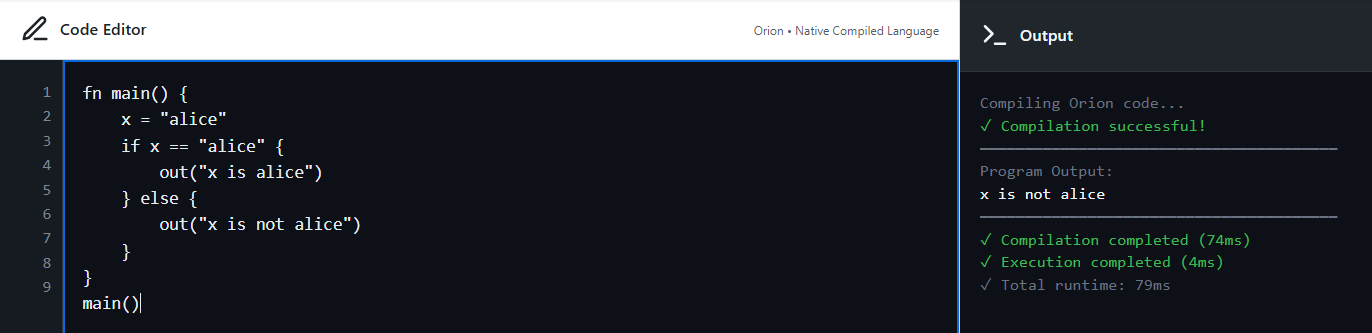 Code Editor
Orion • Native Compiled Language
1 fn main() {
2     x = "alice"
3     if x == "alice" {
4         out("x is alice")
5     } else {
6         out("x is not alice")
7     }
8 }
9 main()
Output
Compiling Orion code...
✓ Compilation successful!
Program Output:
x is not alice
✓ Compilation completed (74ms)
✓ Execution completed (4ms)
✓ Total runtime: 79ms